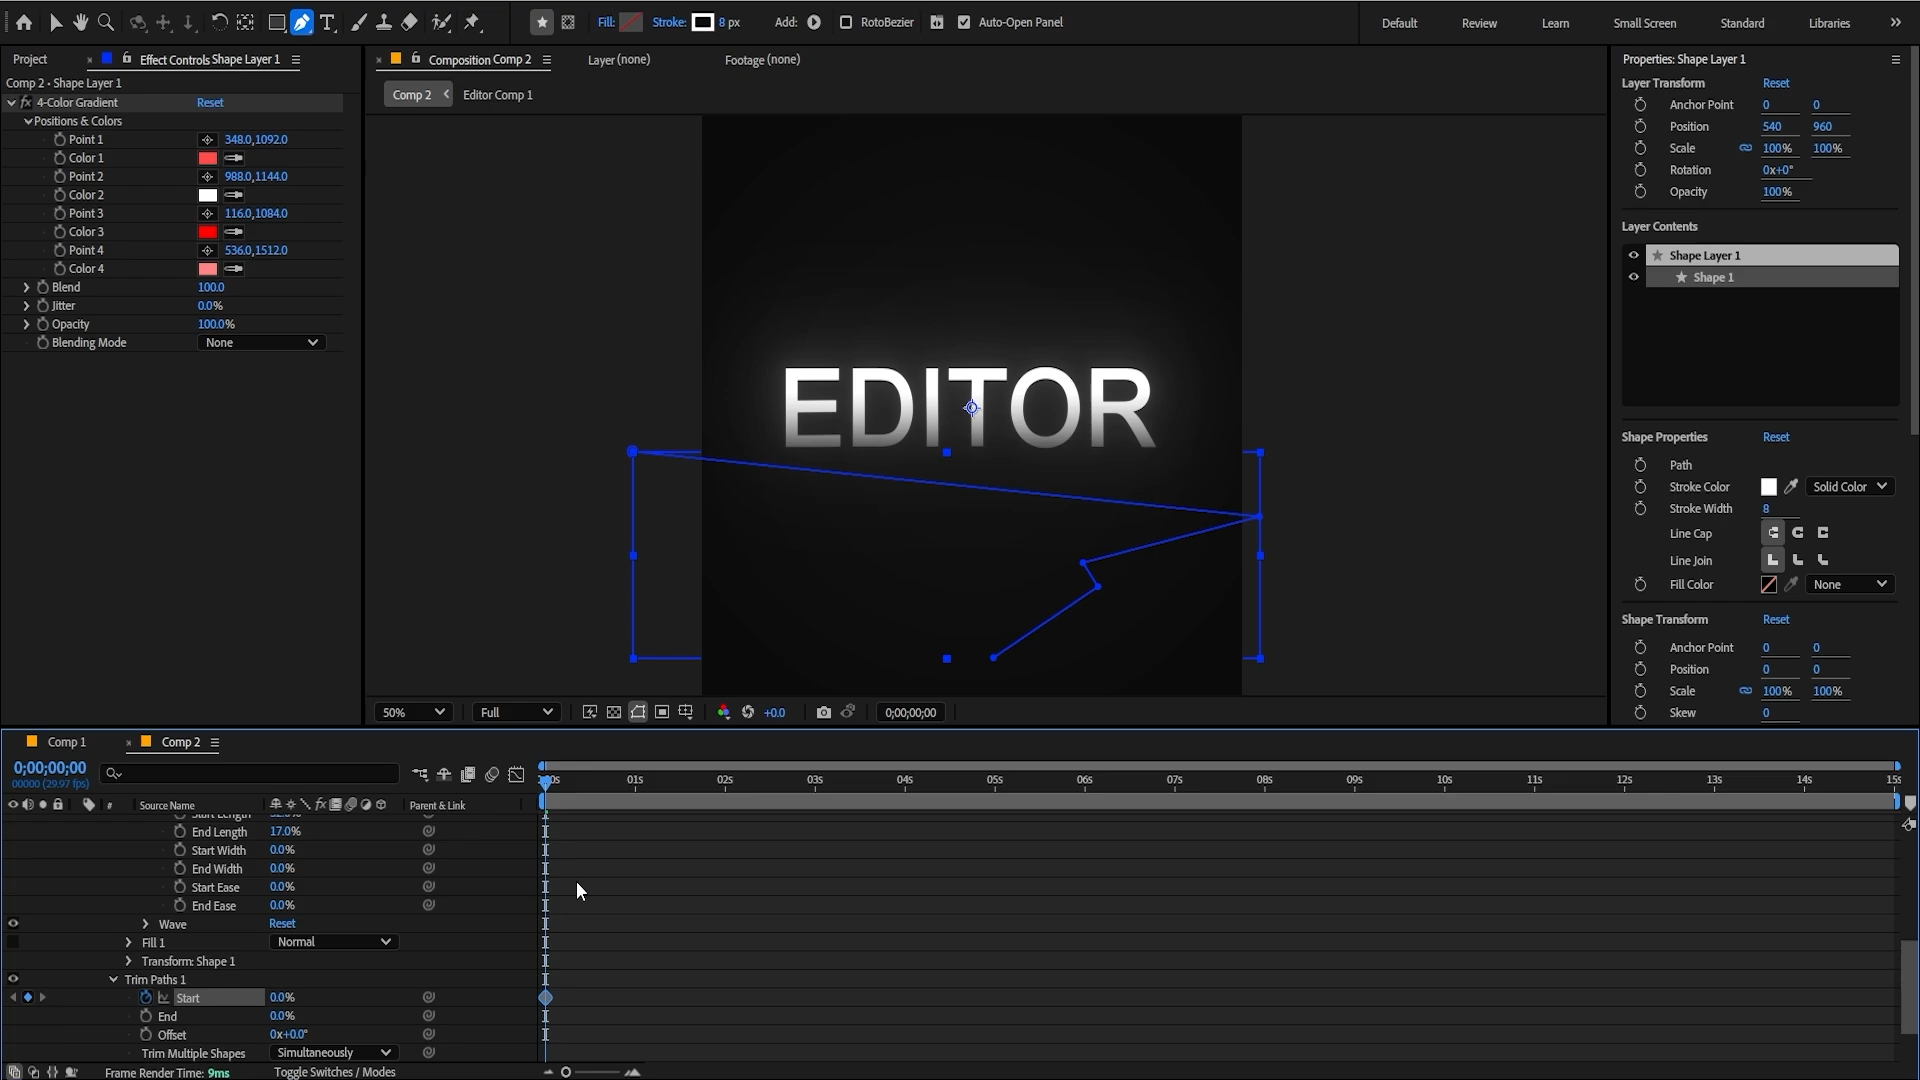 Fill:
Stroke:
8 px
Add:
RotoBezier
Auto-Open Panel
Default
Review
Learn
Small Screen
Standard
Libraries
Project
Effect Controls Shape Layer 1
Comp 2 • Shape Layer 1
fx 4-Color Gradient Reset
Positions & Colors
Point 1 348.0,1092.0
Color 1
Point 2 988.0,1144.0
Color 2
Point 3 116.0,1084.0
Color 3
Point 4 536.0,1512.0
Color 4
Blend 100.0
Jitter 0.0%
Opacity 100.0%
Blending Mode None
Composition Comp 2
Layer (none)
Footage (none)
Comp 2
Editor Comp 1
EDITOR
50%
Full
+0.0
0;00;00;00
Properties: Shape Layer 1
Layer Transform Reset
Anchor Point 0 0
Position 540 960
Scale 100% 100%
Rotation 0x+0°
Opacity 100%
Layer Contents
Shape Layer 1
Shape 1
Shape Properties Reset
Path
Stroke Color Solid Color
Stroke Width 8
Line Cap
Line Join
Fill Color None
Shape Transform Reset
Anchor Point 0 0
Position 0 0
Scale 100% 100%
Skew 0
Comp 1
Comp 2
0;00;00;00
00000 (29.97 fps)
:00s 01s 02s 03s 04s 05s 06s 07s 08s 09s 10s 11s 12s 13s 14s 15s
# Source Name fx Parent & Link
End Length 17.0%
Start Width 0.0%
End Width 0.0%
Start Ease 0.0%
End Ease 0.0%
Wave Reset
Fill 1 Normal
Transform: Shape 1
Trim Paths 1
Start 0.0%
End 0.0%
Offset 0x+0.0°
Trim Multiple Shapes Simultaneously
Frame Render Time: 9ms
Toggle Switches / Modes